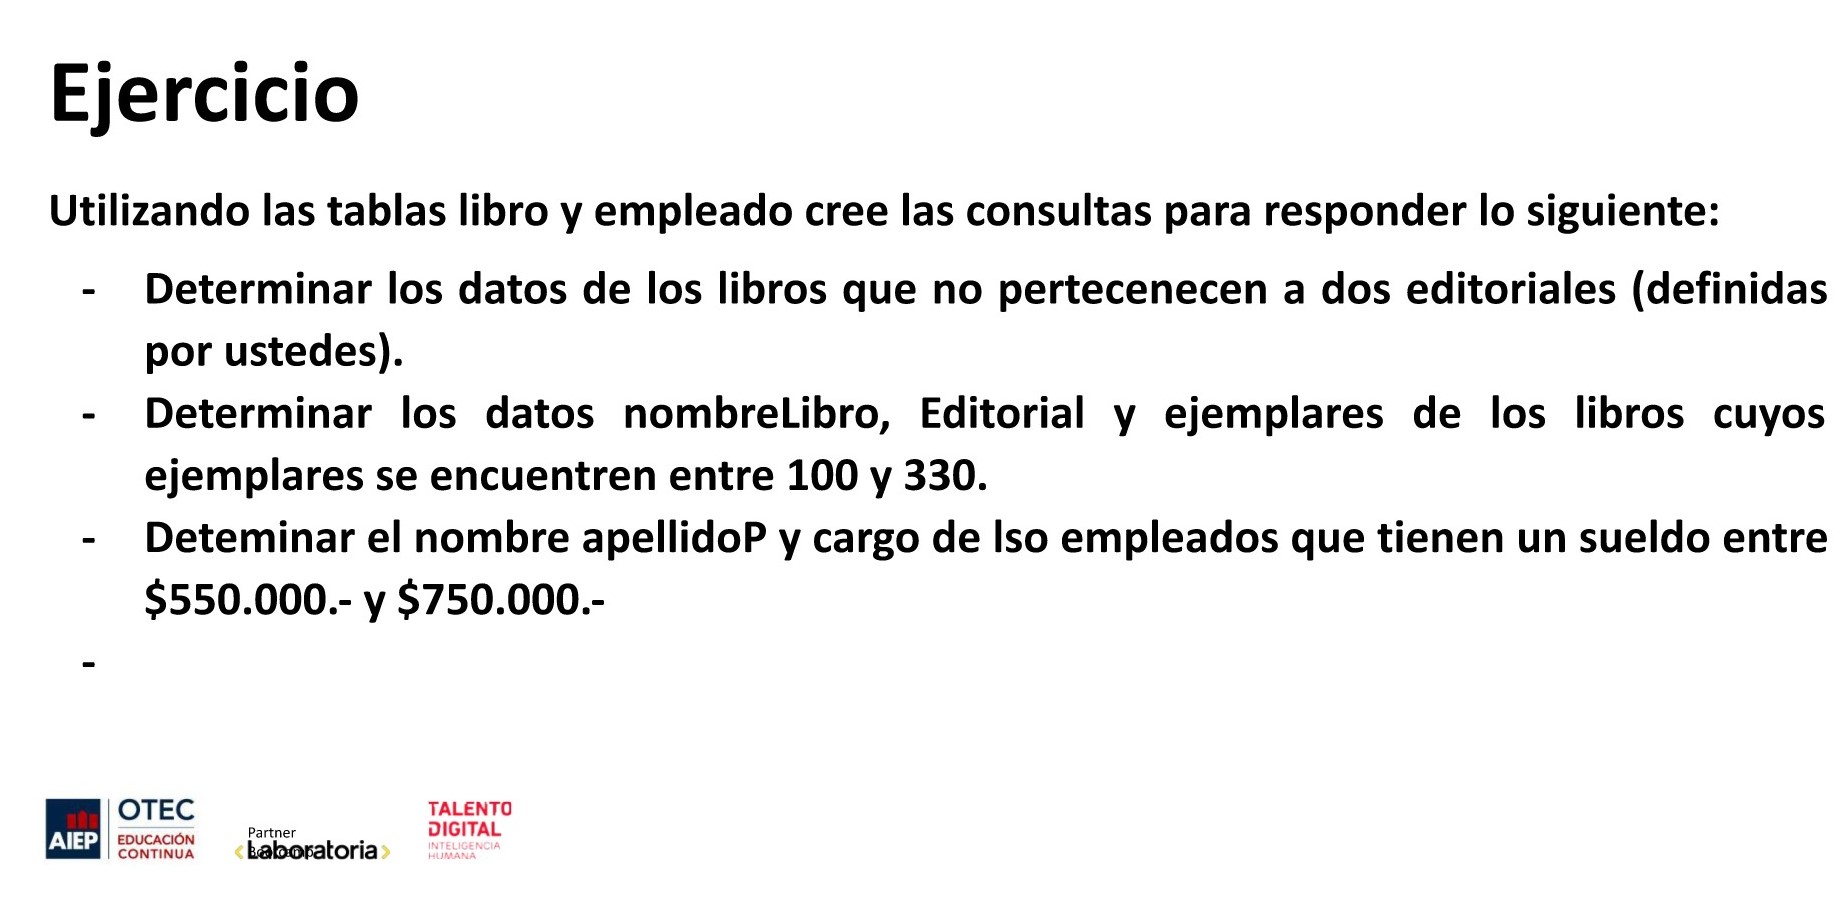 Ejercicio
Utilizando las tablas libro y empleado cree las consultas para responder lo siguiente:
- Determinar los datos de los libros que no pertecenecen a dos editoriales (definidas
por ustedes).
- Determinar los datos nombreLibro, Editorial y ejemplares de los libros cuyos
ejemplares se encuentren entre 100 y 330.
- Deteminar el nombre apellidoP y cargo de lso empleados que tienen un sueldo entre
$550.000.- y $750.000.-
-
AIEP
OTEC
EDUCACIÓN
CONTINUA
Partner
<Laboratoria>
TALENTO
DIGITAL
INTELIGENCIA
HUMANA